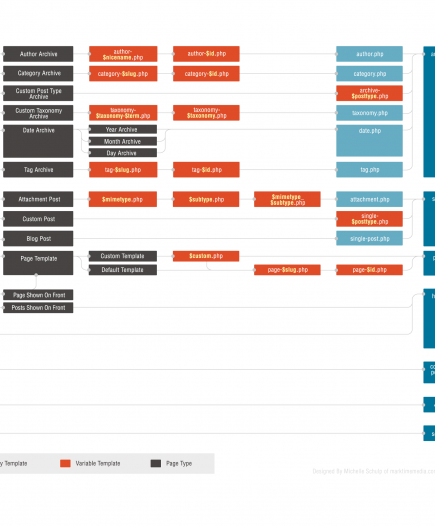 Author Archive
author-
$nicename.php
author-$id.php
author.php
Category Archive
category-$slug.php
category-$id.php
category.php
Custom Post Type
Archive
archive-
$posttype.php
Custom Taxonomy
Archive
taxonomy-
$taxonomy-$term.php
taxonomy-
$taxonomy.php
taxonomy.php
Date Archive
Year Archive
Month Archive
Day Archive
date.php
Tag Archive
tag-$slug.php
tag-$id.php
tag.php
Attachment Post
$mimetype.php
$subtype.php
$mimetype_
$subtype.php
attachment.php
Custom Post
single-
$posttype.php
Blog Post
single-post.php
Page Template
Custom Template
$custom.php
Default Template
page-$slug.php
page-$id.php
Page Shown On Front
Posts Shown On Front
y Template
Variable Template
Page Type
Designed By Michelle Schulp at